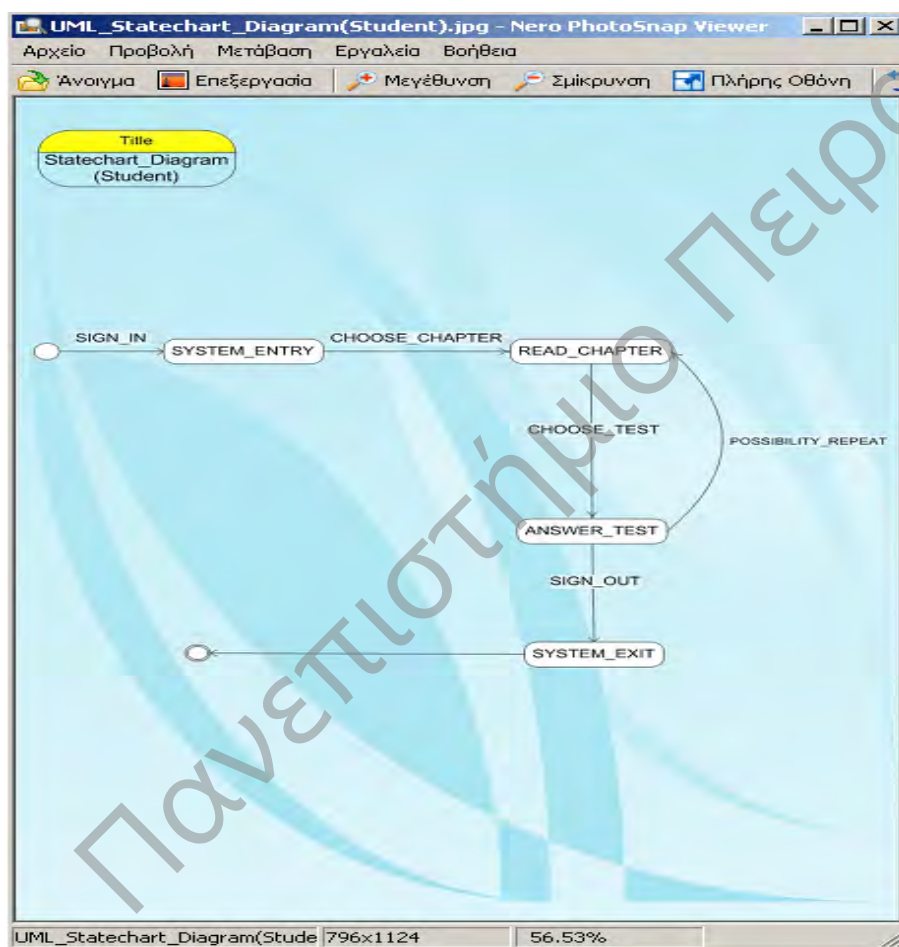 UML_Statechart_Diagram(Student).jpg - Nero PhotoSnap Viewer
Αρχείο Προβολή Μετάβαση Εργαλεία Βοήθεια
Άνοιγμα Επεξεργασία Μεγέθυνση Σμίκρυνση Πλήρης Οθόνη
Title
Statechart_Diagram
(Student)
SIGN_IN
SYSTEM_ENTRY
CHOOSE_CHAPTER
READ_CHAPTER
CHOOSE_TEST
POSSIBILITY_REPEAT
ANSWER_TEST
SIGN_OUT
SYSTEM_EXIT
Πανεπιστήμιο Πειρα
UML_Statechart_Diagram(Stude 796x1124 56.53%